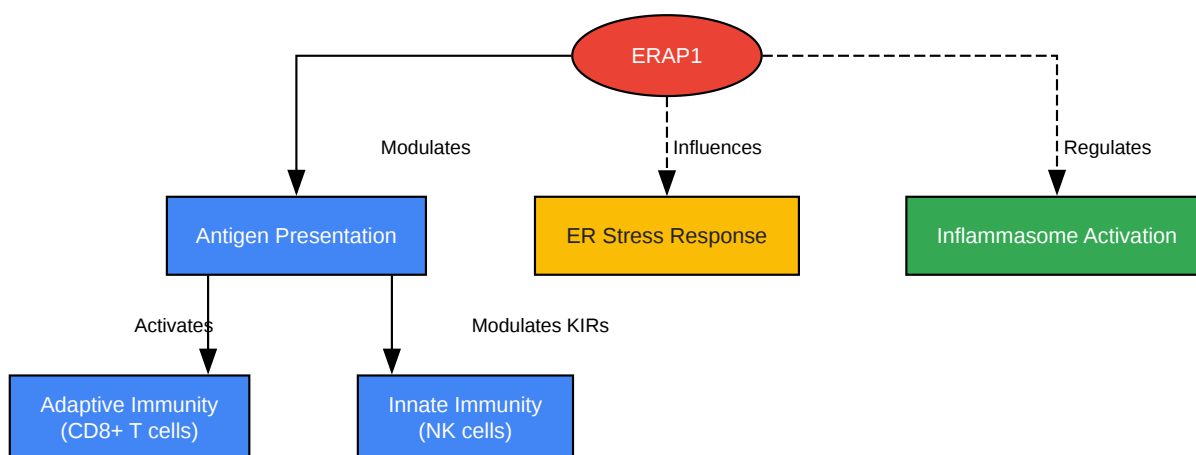 ERAP1
Modulates
Influences
Regulates
Antigen Presentation
ER Stress Response
Inflammasome Activation
Activates
Modulates KIRs
Adaptive Immunity
(CD8+ T cells)
Innate Immunity
(NK cells)